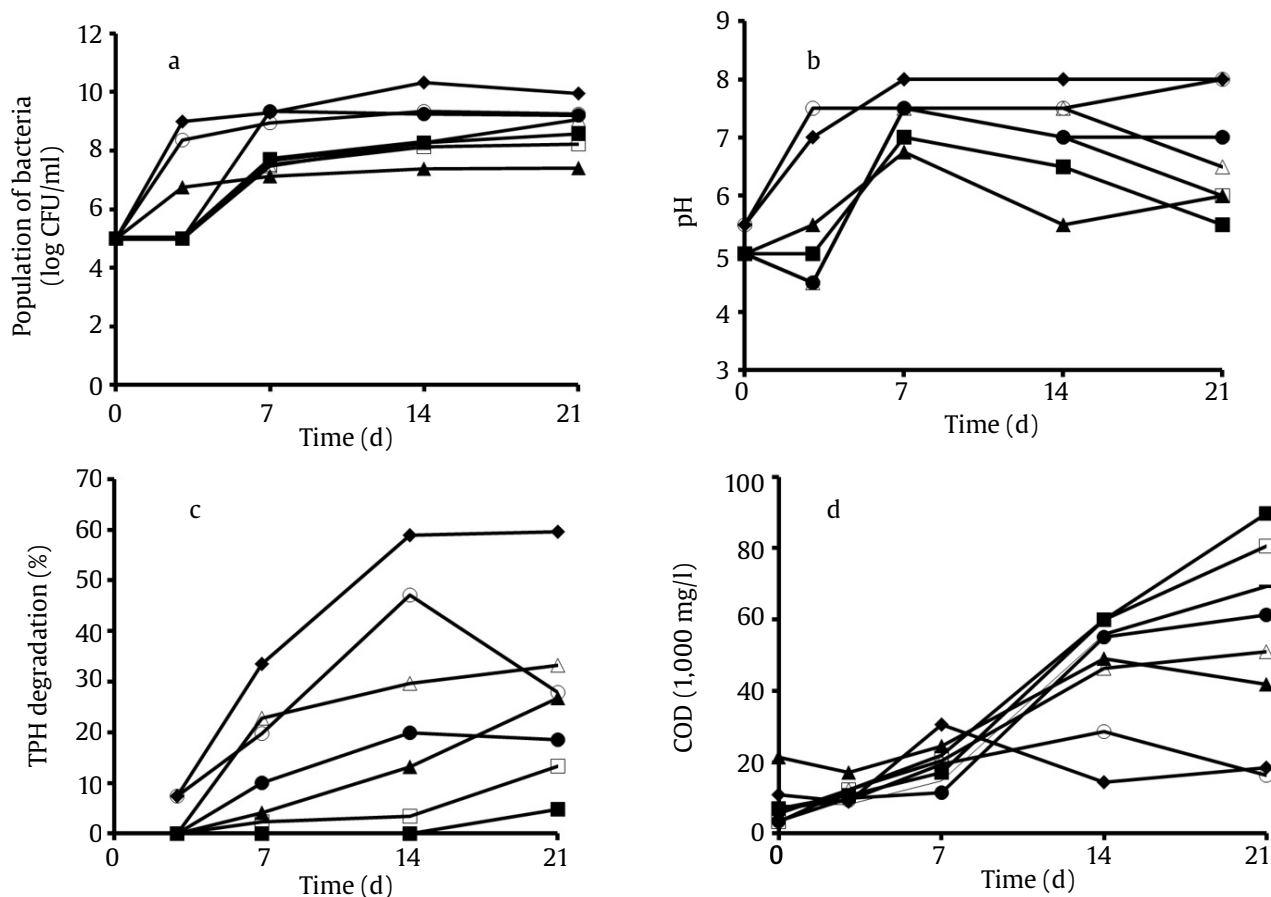 a
Population of bacteria
(log CFU/ml)
12
10
8
6
4
2
0
0 7 14 21
Time (d)
b
pH
9
8
7
6
5
4
3
0 7 14 21
Time (d)
c
TPH degradation (%)
70
60
50
40
30
20
10
0
0 7 14 21
Time (d)
d
COD (1,000 mg/l)
100
80
60
40
20
0
0 7 14 21
Time (d)